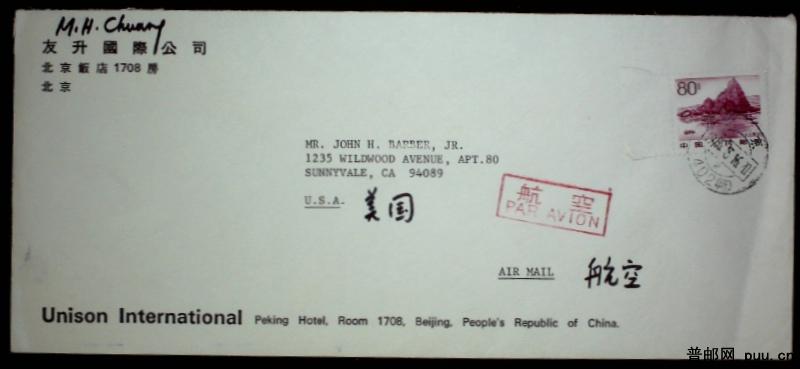 M.H. Chuang
友升國際公司
北京飯店1708房
北京
80分
中国
MR. JOHN H. BARBER, JR.
1235 WILDWOOD AVENUE, APT.80
SUNNYVALE, CA 94089
U.S.A. 美国
航空
PAR AVION
AIR MAIL 航空
Unison International Peking Hotel, Room 1708, Beijing, People's Republic of China.
普邮网 puu.cn